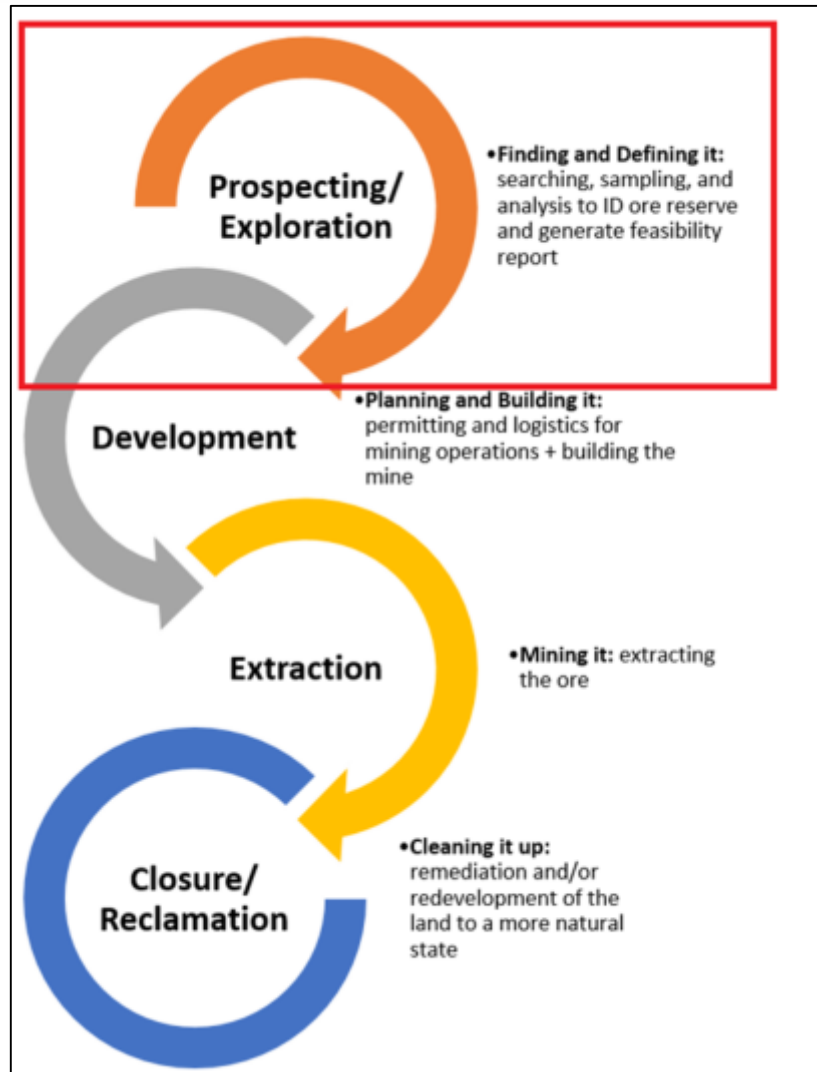 Prospecting/
Exploration
•Finding and Defining it:
searching, sampling, and
analysis to ID ore reserve
and generate feasibility
report
Development
•Planning and Building it:
permitting and logistics for
mining operations + building the
mine
Extraction
•Mining it: extracting
the ore
Closure/
Reclamation
•Cleaning it up:
remediation and/or
redevelopment of the
land to a more natural
state